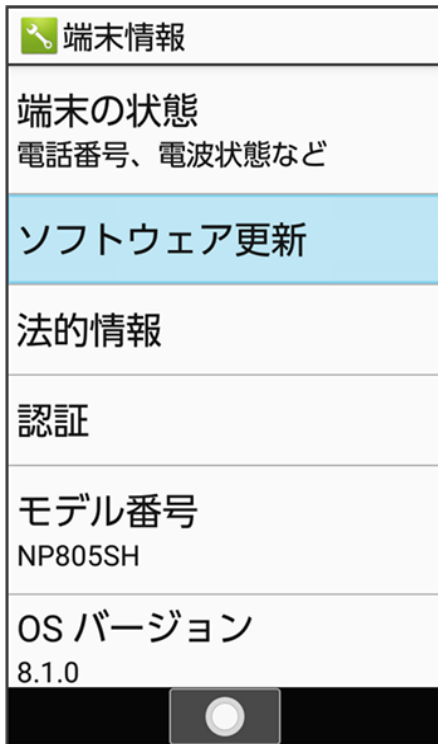 端末情報
端末の状態
電話番号、電波状態など
ソフトウェア更新
法的情報
認証
モデル番号
NP805SH
OS バージョン
8.1.0